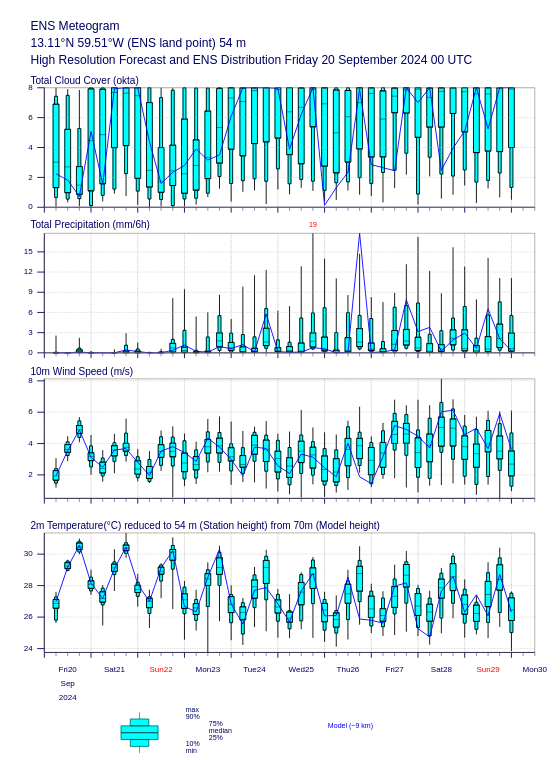 ENS Meteogram
13.11°N 59.51°W (ENS land point) 54 m
High Resolution Forecast and ENS Distribution Friday 20 September 2024 00 UTC
Total Cloud Cover (okta)
8
6
4
2
0
Total Precipitation (mm/6h)
19
15
12
9
6
3
0
10m Wind Speed (m/s)
8
6
4
2
2m Temperature(°C) reduced to 54 m (Station height) from 70m (Model height)
30
28
26
24
Fri20 Sat21 Sun22 Mon23 Tue24 Wed25 Thu26 Fri27 Sat28 Sun29 Mon30
Sep
2024
max
90%
75%
median
25%
10%
min
Model (~9 km)